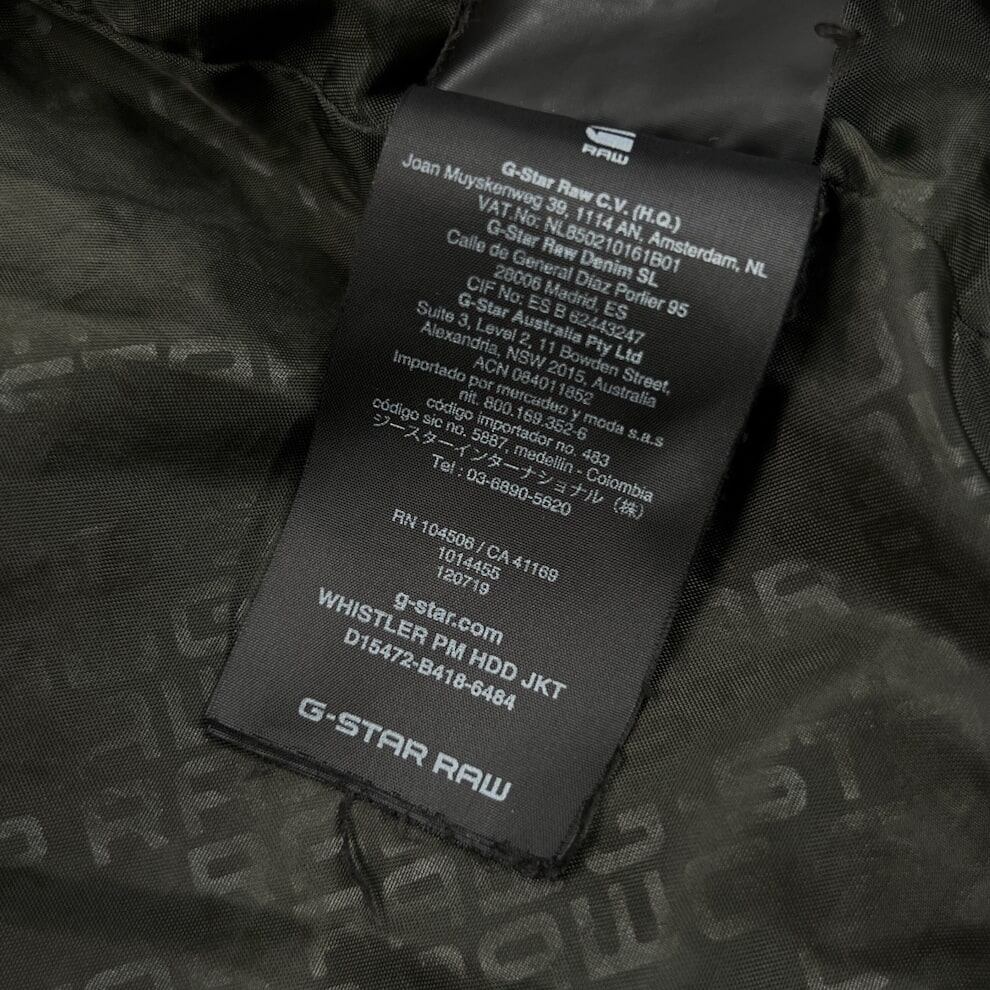 RAW
G-Star Raw C.V. (H.Q.)
Joan Muyskenweg 39, 1114 AN, Amsterdam, NL
VAT.No: NL850210161B01
G-Star Raw Denim SL
Calle de General Diaz Porlier 95
28006 Madrid, ES
CIF No: ES B 62443247
G-Star Australia Pty Ltd
Suite 3, Level 2, 11 Bowden Street,
Alexandria, NSW 2015, Australia
ACN 084011852
Importado por mercadeo y moda s.a.s
nit. 800.169.352-6
código importador no. 483
código sic no. 5887, medellin - Colombia
ジースターインターナショナル（株）
Tel : 03-6890-5620
RN 104506 / CA 41169
1014455
120719
g-star.com
WHISTLER PM HDD JKT
D15472-B418-6484
G-STAR RAW